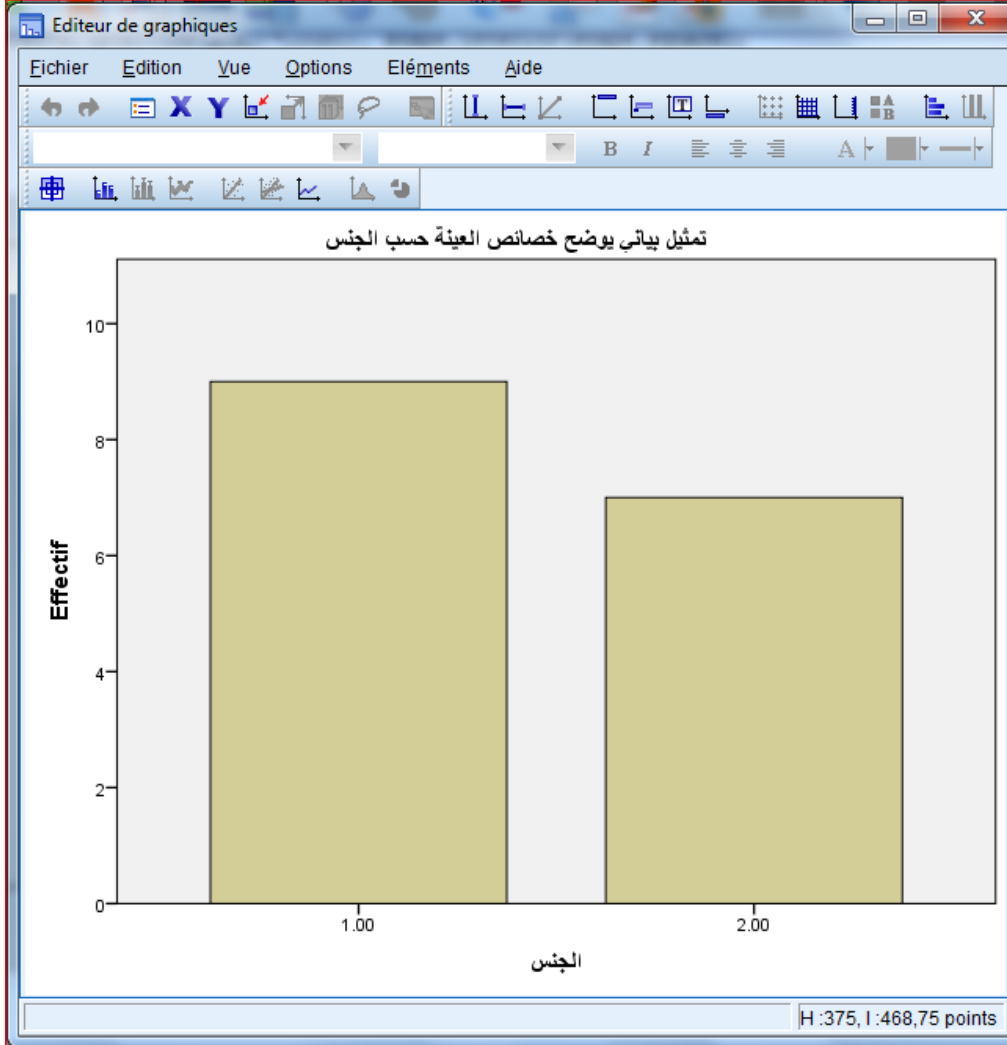 Editeur de graphiques
Fichier Edition Vue Options Eléments Aide
X Y T A B
B I A
تمثيل بياني يوضح خصائص العينة حسب الجنس
10
8
6
4
2
0
Effectif
1.00 2.00
الجنس
H :375, l :468,75 points